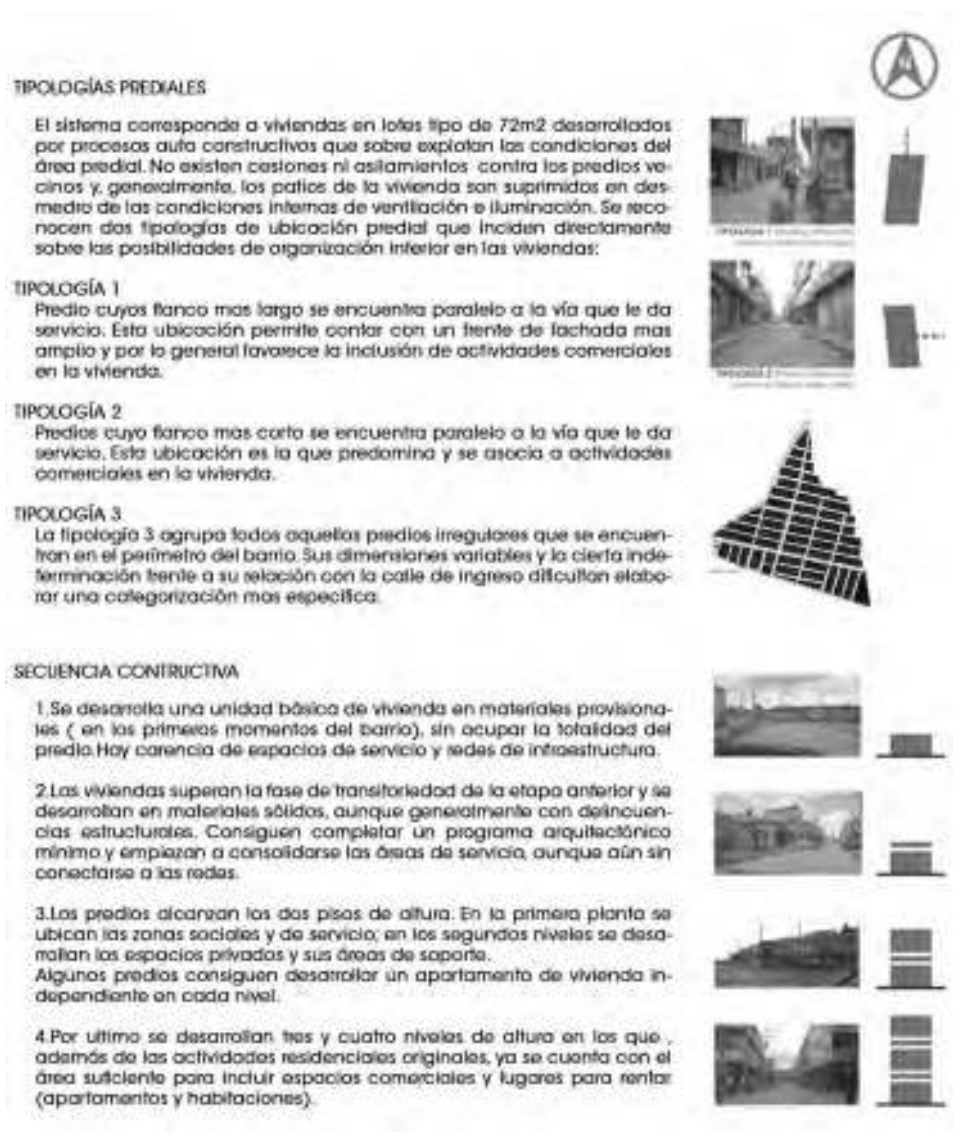 TIPOLOGÍAS PREDIALES
El sistema corresponde a viviendas en lotes tipo de 72m2 desarrollados
por procesos auto constructivos que sobre explotan las condiciones del
área predial. No existen cesiones ni aislamientos contra los predios ve-
cinos y, generalmente, los patios de la vivienda son suprimidos en des-
medro de las condiciones internas de ventilación e iluminación. Se reco-
nocen dos tipologías de ubicación predial que inciden directamente
sobre las posibilidades de organización interior en las viviendas:
TIPOLOGÍA 1
Predio cuyos flanco mas largo se encuentra paralelo a la vía que le da
servicio. Esta ubicación permite contar con un frente de fachada mas
amplio y por lo general favorece la inclusión de actividades comerciales
en la vivienda.
TIPOLOGÍA 2
Predios cuyo flanco mas corto se encuentra paralelo a la vía que le da
servicio. Esta ubicación es la que predomina y se asocia a actividades
comerciales en la vivienda.
TIPOLOGÍA 3
La tipología 3 agrupa todos aquellos predios irregulares que se encuen-
tran en el perímetro del barrio. Sus dimensiones variables y la cierta inde-
terminación frente a su relación con la calle de ingreso dificultan elabo-
rar una categorización mas especifica.
SECUENCIA CONTRUCTIVA
1.Se desarrolla una unidad básica de vivienda en materiales provisiona-
les ( en los primeros momentos del barrio), sin ocupar la totalidad del
predio. Hay carencia de espacios de servicio y redes de infraestructura.
2.Las viviendas superan la fase de transitoriedad de la etapa anterior y se
desarrollan en materiales sólidos, aunque generalmente con delincuen-
cias estructurales. Consiguen completar un programa arquitectónico
mínimo y empiezan a consolidarse las áreas de servicio, aunque aún sin
conectarse a las redes.
3.Los predios alcanzan los dos pisos de altura. En la primera planta se
ubican las zonas sociales y de servicio; en los segundos niveles se desa-
rrollan los espacios privados y sus áreas de soporte.
Algunos predios consiguen desarrollar un apartamento de vivienda in-
dependiente en cada nivel.
4.Por ultimo se desarrollan tres y cuatro niveles de altura en los que ,
además de las actividades residenciales originales, ya se cuenta con el
área suficiente para incluir espacios comerciales y lugares para rentar
(apartamentos y habitaciones).